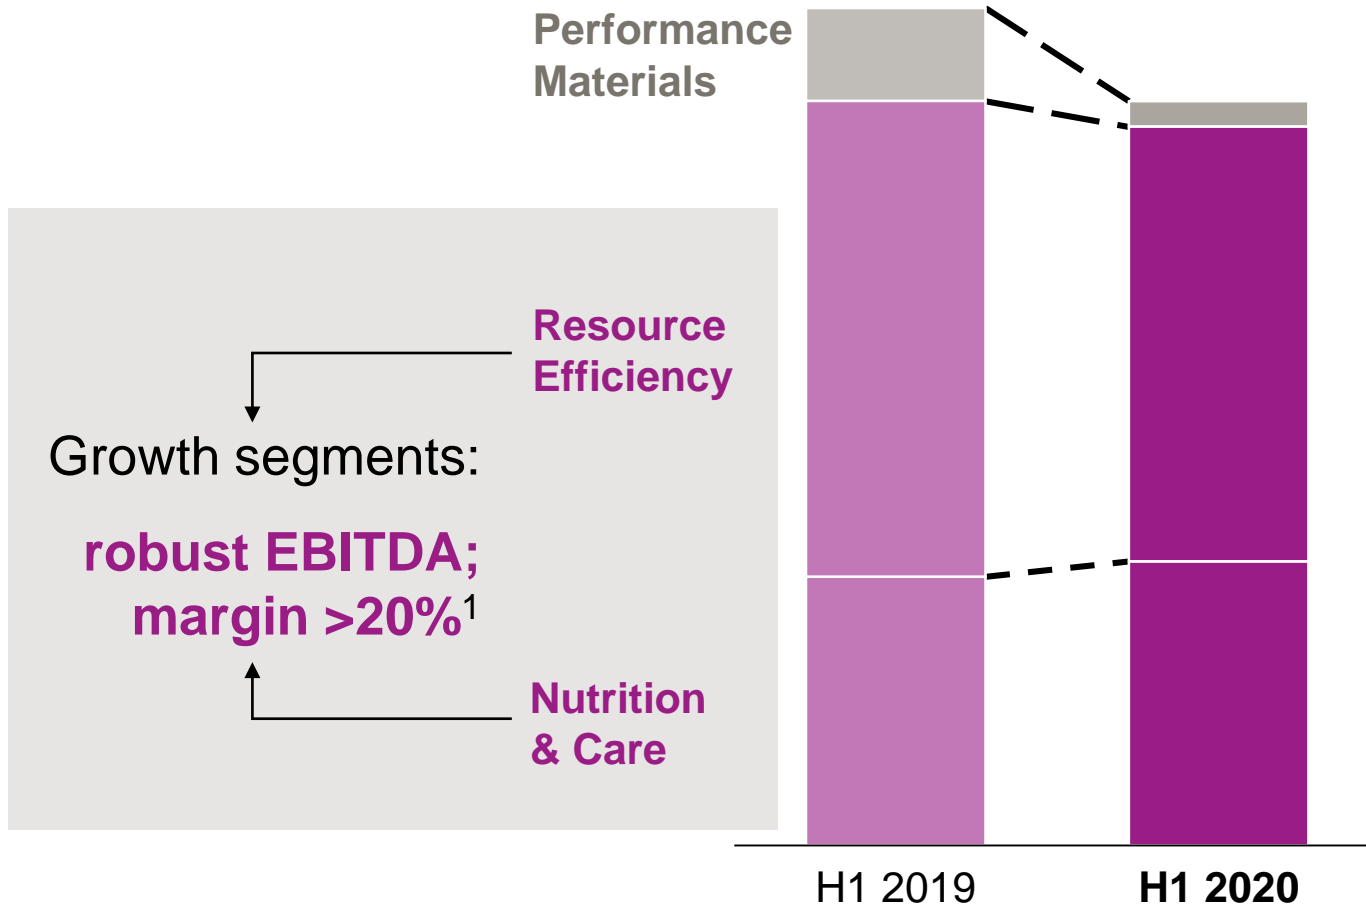 Performance
Materials
Resource
Efficiency
Growth segments:
robust EBITDA;
margin >20%1
Nutrition
& Care
H1 2019
H1 2020